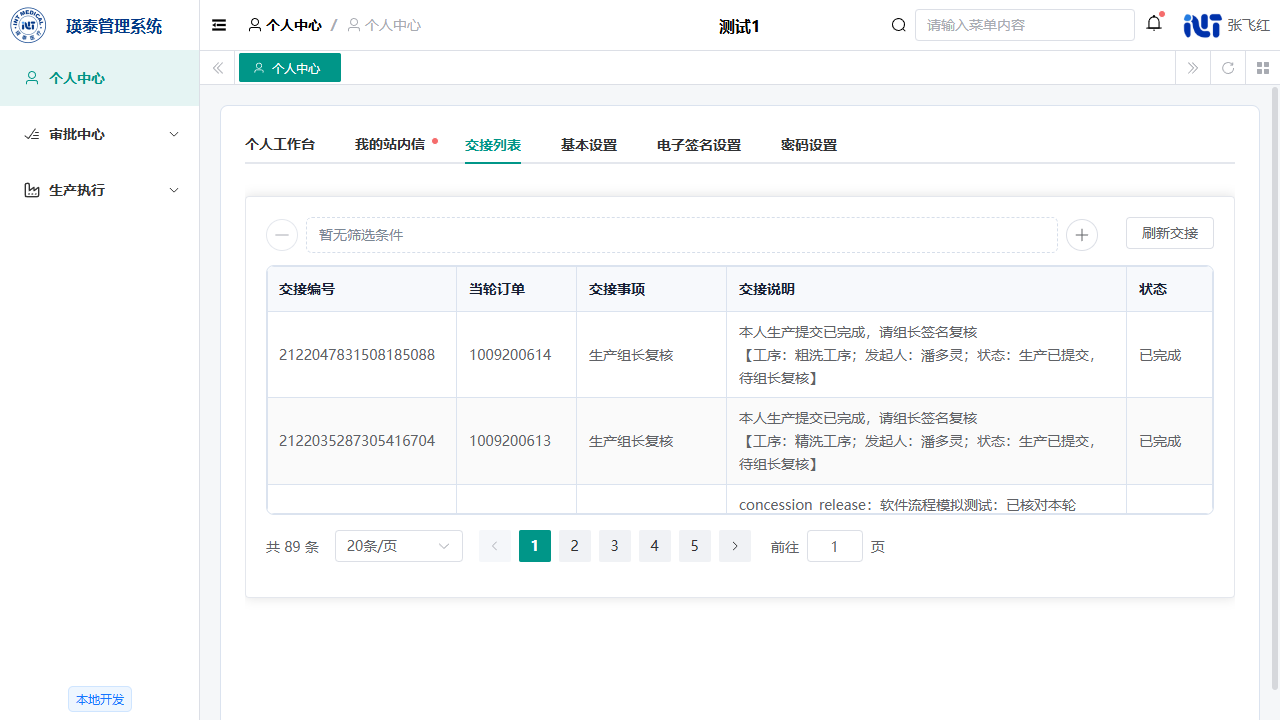 瑛泰管理系统
个人中心 / 个人中心
测试1
请输入菜单内容
张飞红
个人中心
个人中心
审批中心
生产执行
本地开发
个人工作台
我的站内信
交接列表
基本设置
电子签名设置
密码设置
暂无筛选条件
刷新交接
交接编号 当轮订单 交接事项 交接说明 状态
2122047831508185088 1009200614 生产组长复核
本人生产提交已完成，请组长签名复核
【工序：粗洗工序；发起人：潘多灵；状态：生产已提交，
待组长复核】
已完成
2122035287305416704 1009200613 生产组长复核
本人生产提交已完成，请组长签名复核
【工序：精洗工序；发起人：潘多灵；状态：生产已提交，
待组长复核】
已完成
concession_release：软件流程模拟测试：已核对本轮
共 89 条 20条/页 1 2 3 4 5 前往 1 页